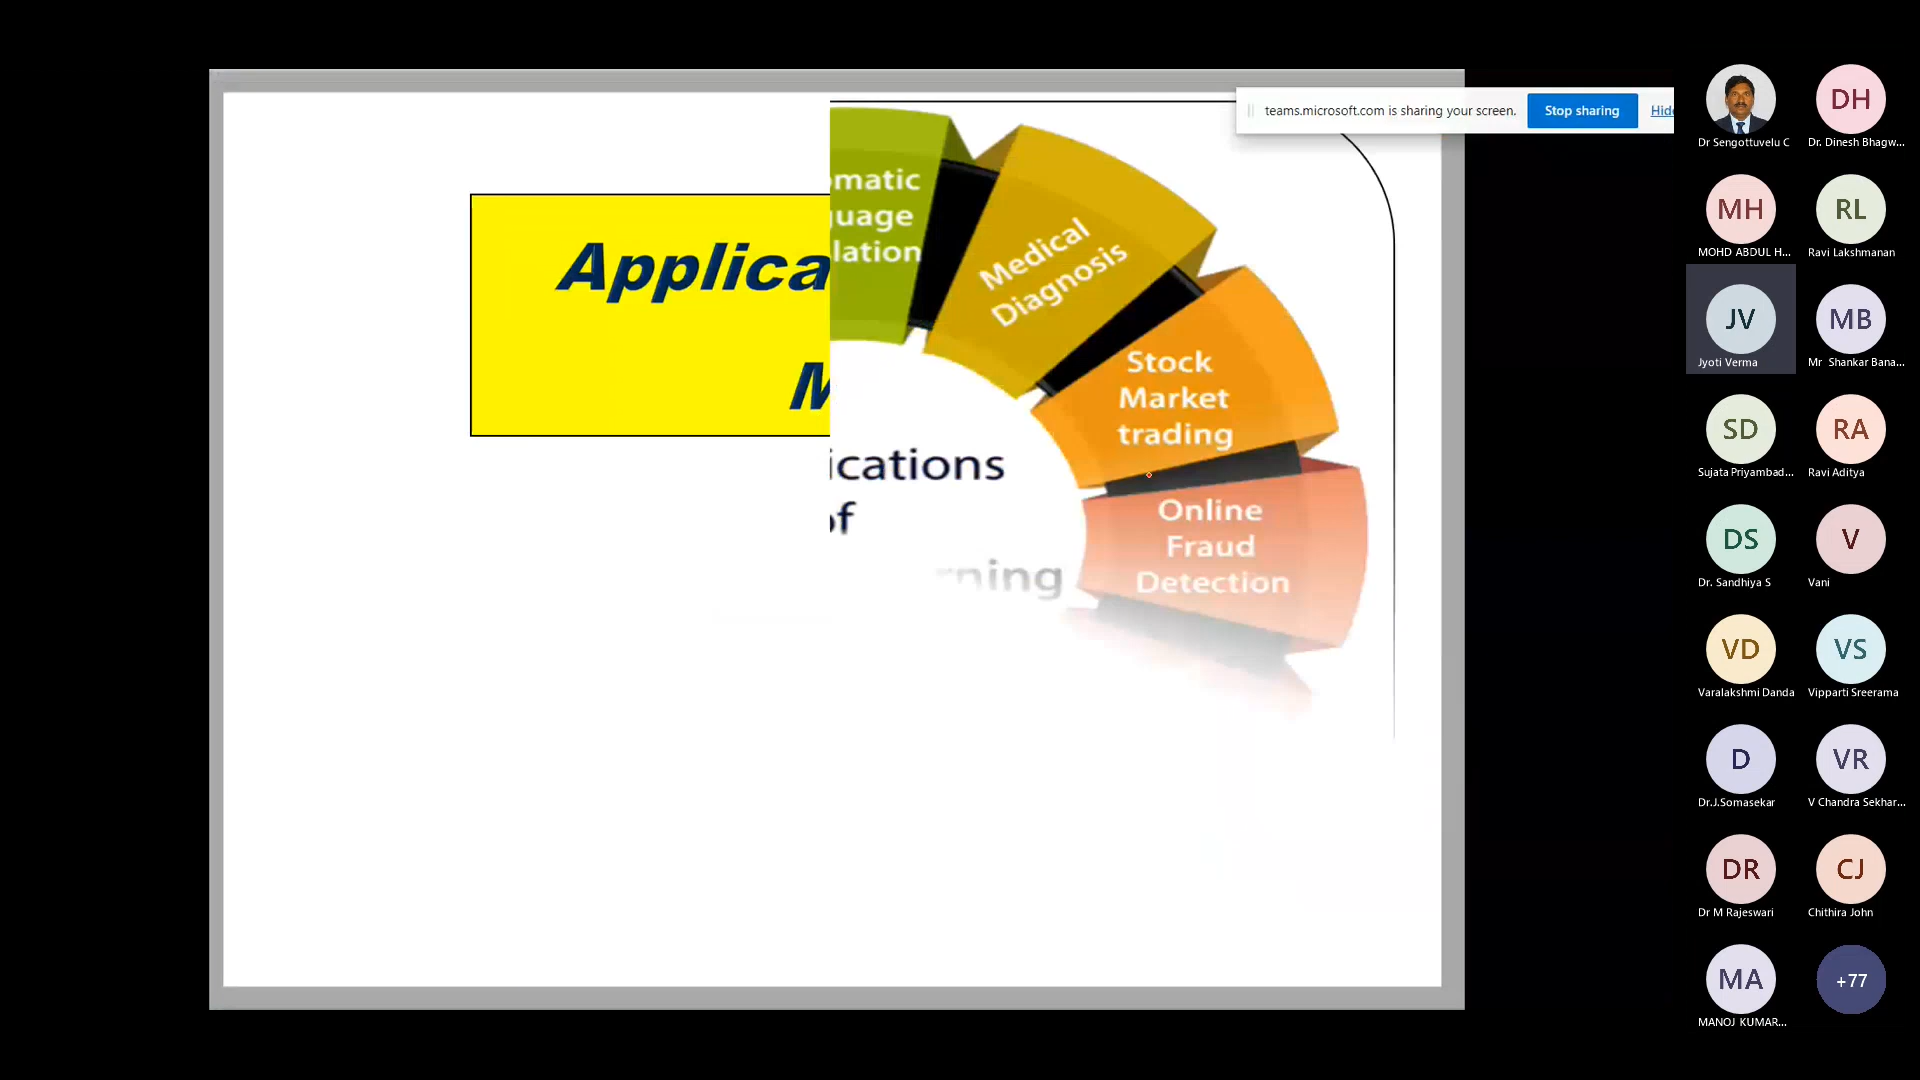 teams.microsoft.com is sharing your screen.
Stop sharing
Hide
Applica
M
matic
uage
lation
Medical
Diagnosis
Stock
Market
trading
Online
Fraud
Detection
ications
of
rning
Dr Sengottuvelu C
DH
Dr. Dinesh Bhagw...
MH
MOHD ABDUL H...
RL
Ravi Lakshmanan
JV
Jyoti Verma
MB
Mr Shankar Bana...
SD
Sujata Priyambad...
RA
Ravi Aditya
DS
Dr. Sandhiya S
V
Vani
VD
Varalakshmi Danda
VS
Vipparti Sreerama
D
Dr.J.Somasekar
VR
V Chandra Sekhar...
DR
Dr M Rajeswari
CJ
Chithira John
MA
MANOJ KUMAR...
+77